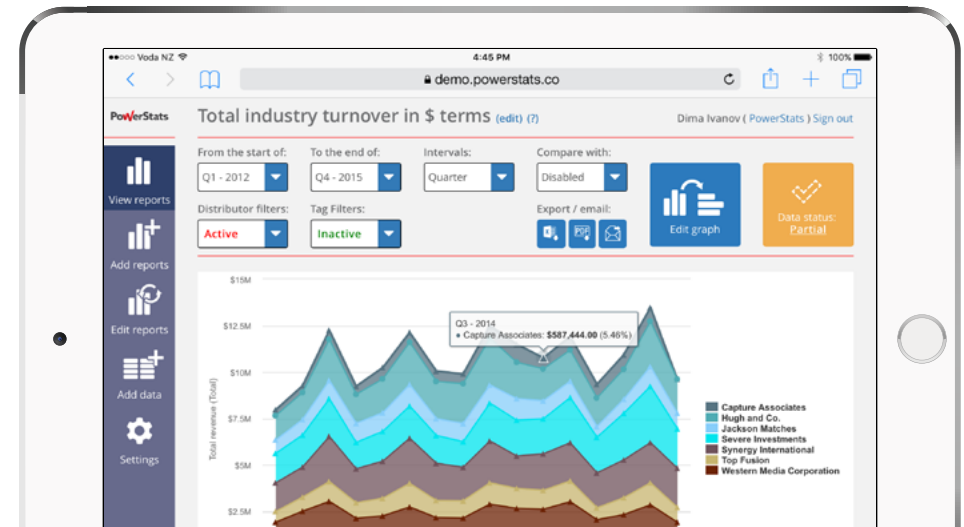 Voda NZ
4:45 PM
100%
demo.powerstats.co
PowerStats
Total industry turnover in $ terms (edit) (?)
Dima Ivanov ( PowerStats ) Sign out
From the start of:
To the end of:
Intervals:
Compare with:
Q1 - 2012
Q4 - 2015
Quarter
Disabled
Distributor filters:
Tag Filters:
Export / email:
Active
Inactive
PDF
Edit graph
Data status:
Partial
View reports
Add reports
Edit reports
Add data
Settings
$15M
$12.5M
$10M
$7.5M
$5M
$2.5M
Total revenue (Total)
Q3 - 2014
• Capture Associates: $587,444.00 (5.46%)
Capture Associates
Hugh and Co.
Jackson Matches
Severe Investments
Synergy International
Top Fusion
Western Media Corporation